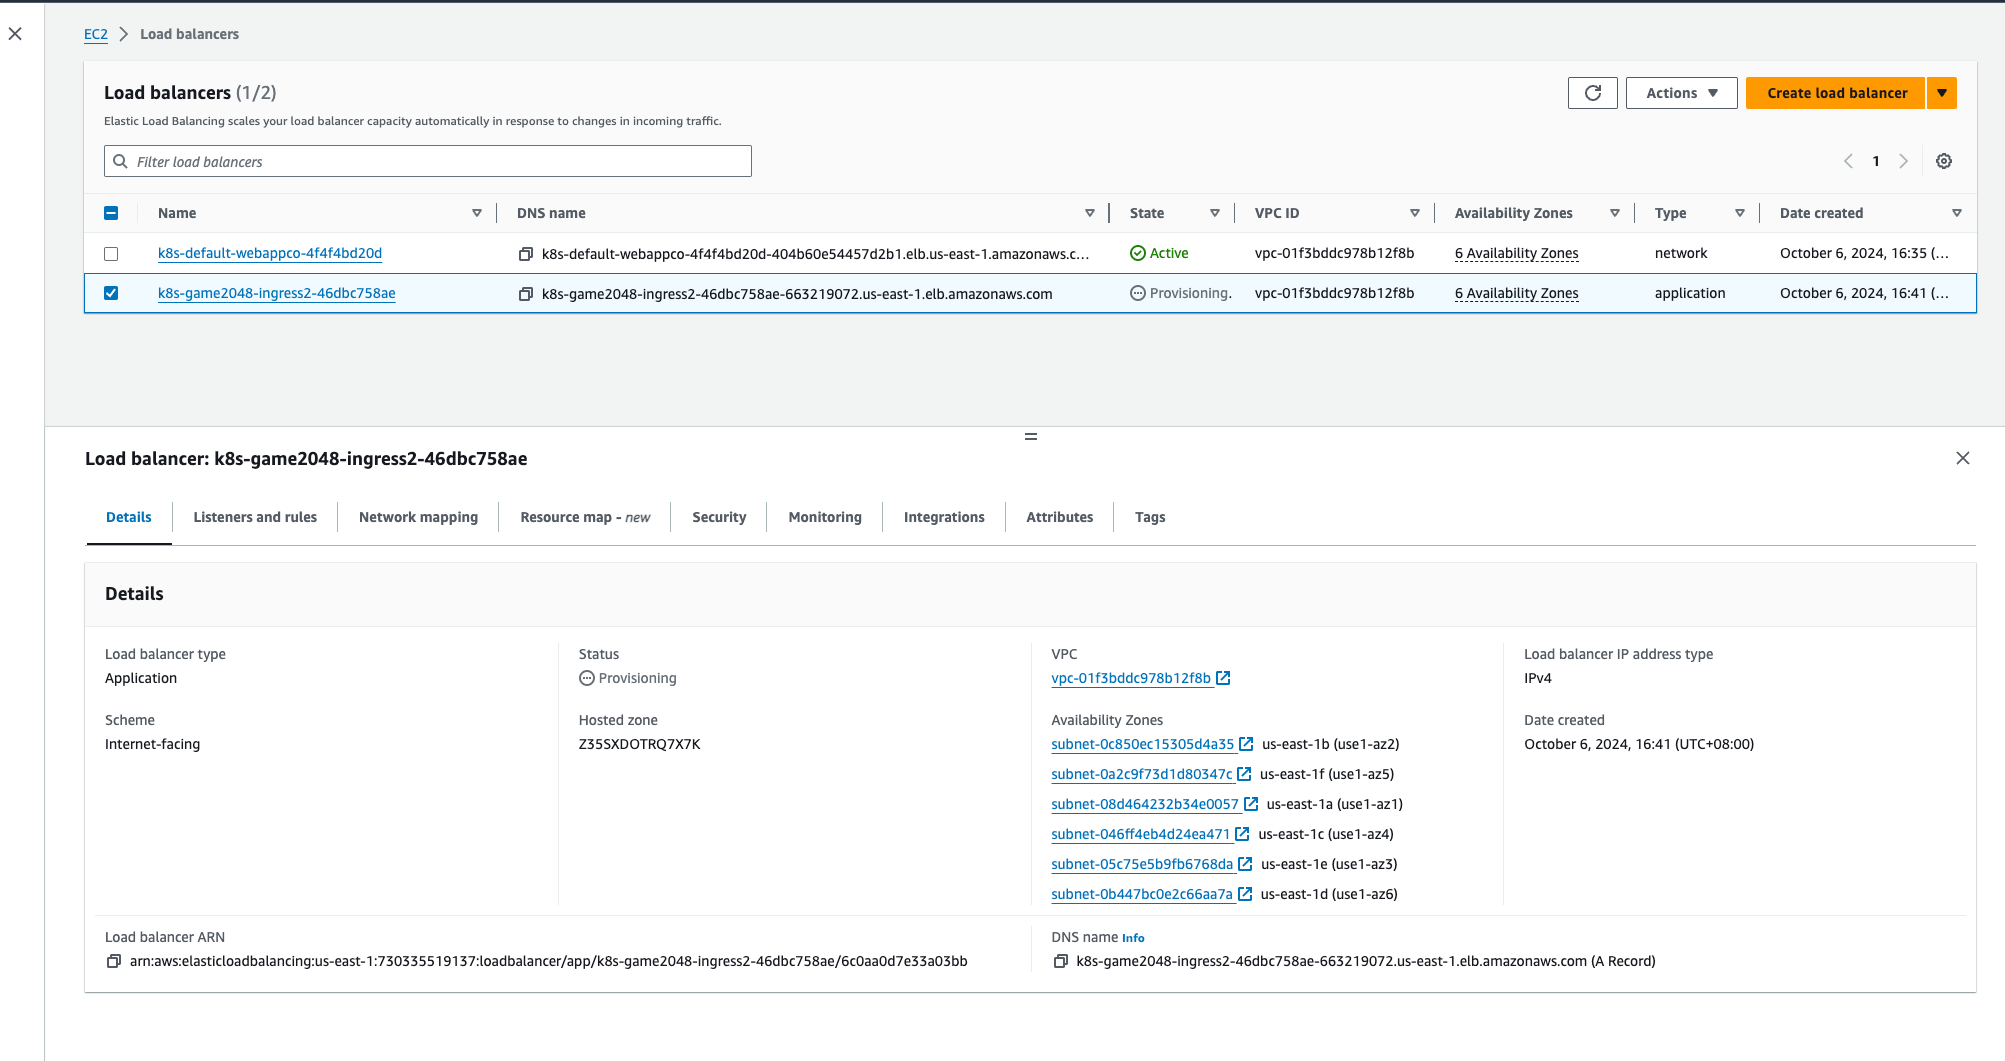 EC2 Load balancers
Load balancers (1/2)
Actions
Create load balancer
Elastic Load Balancing scales your load balancer capacity automatically in response to changes in incoming traffic.
Filter load balancers
1
Name DNS name State VPC ID Availability Zones Type Date created
k8s-default-webappco-4f4f4bd20d k8s-default-webappco-4f4f4bd20d-404b60e54457d2b1.elb.us-east-1.amazonaws.c... Active vpc-01f3bddc978b12f8b 6 Availability Zones network October 6, 2024, 16:35 (...
k8s-game2048-ingress2-46dbc758ae k8s-game2048-ingress2-46dbc758ae-663219072.us-east-1.elb.amazonaws.com Provisioning. vpc-01f3bddc978b12f8b 6 Availability Zones application October 6, 2024, 16:41 (...
Load balancer: k8s-game2048-ingress2-46dbc758ae
Details Listeners and rules Network mapping Resource map - new Security Monitoring Integrations Attributes Tags
Details
Load balancer type
Application
Scheme
Internet-facing
Status
Provisioning
Hosted zone
Z35SXDOTRQ7X7K
VPC
vpc-01f3bddc978b12f8b
Availability Zones
subnet-0c850ec15305d4a35 us-east-1b (use1-az2)
subnet-0a2c9f73d1d80347c us-east-1f (use1-az5)
subnet-08d464232b34e0057 us-east-1a (use1-az1)
subnet-046ff4eb4d24ea471 us-east-1c (use1-az4)
subnet-05c75e5b9fb6768da us-east-1e (use1-az3)
subnet-0b447bc0e2c66aa7a us-east-1d (use1-az6)
Load balancer IP address type
IPv4
Date created
October 6, 2024, 16:41 (UTC+08:00)
Load balancer ARN
arn:aws:elasticloadbalancing:us-east-1:730335519137:loadbalancer/app/k8s-game2048-ingress2-46dbc758ae/6c0aa0d7e33a03bb
DNS name Info
k8s-game2048-ingress2-46dbc758ae-663219072.us-east-1.elb.amazonaws.com (A Record)